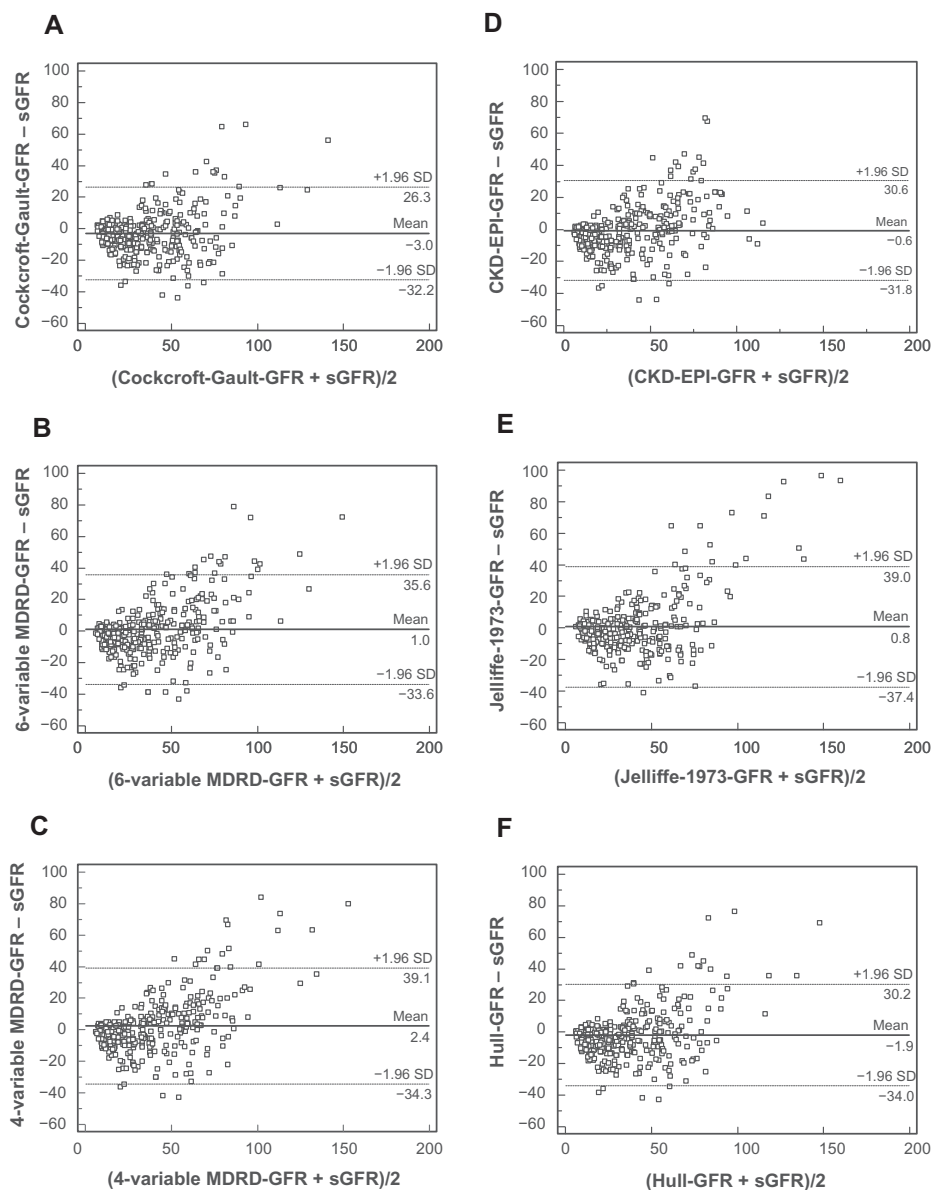 A
Cockcroft-Gault-GFR – sGFR
100
80
60
40
20
0
−20
−40
−60
+1.96 SD
26.3
Mean
−3.0
−1.96 SD
−32.2
0 50 100 150 200
(Cockcroft-Gault-GFR + sGFR)/2
B
6-variable MDRD-GFR – sGFR
100
80
60
40
20
0
−20
−40
−60
+1.96 SD
35.6
Mean
1.0
−1.96 SD
−33.6
0 50 100 150 200
(6-variable MDRD-GFR + sGFR)/2
C
4-variable MDRD-GFR – sGFR
100
80
60
40
20
0
−20
−40
−60
+1.96 SD
39.1
Mean
2.4
−1.96 SD
−34.3
0 50 100 150 200
(4-variable MDRD-GFR + sGFR)/2
D
CKD-EPI-GFR – sGFR
100
80
60
40
20
0
−20
−40
−60
+1.96 SD
30.6
Mean
−0.6
−1.96 SD
−31.8
0 50 100 150 200
(CKD-EPI-GFR + sGFR)/2
E
Jelliffe-1973-GFR – sGFR
100
80
60
40
20
0
−20
−40
−60
+1.96 SD
39.0
Mean
0.8
−1.96 SD
−37.4
0 50 100 150 200
(Jelliffe-1973-GFR + sGFR)/2
F
Hull-GFR – sGFR
100
80
60
40
20
0
−20
−40
−60
+1.96 SD
30.2
Mean
−1.9
−1.96 SD
−34.0
0 50 100 150 200
(Hull-GFR + sGFR)/2